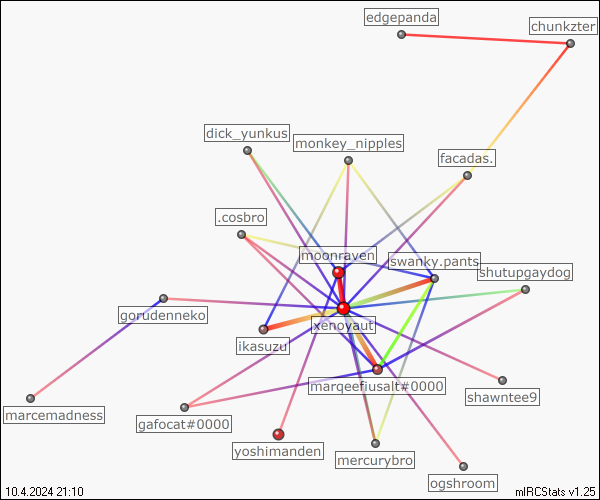 edgepanda
chunkzter
dick_yunkus
monkey_nipples
facadas.
.cosbro
moonraven
swanky.pants
shutupgaydog
gorudenneko
xenoyaut
ikasuzu
marqeefiusalt#0000
shawntee9
marcemadness
gafocat#0000
yoshimanden
mercurybro
ogshroom
10.4.2024 21:10
mIRCStats v1.25